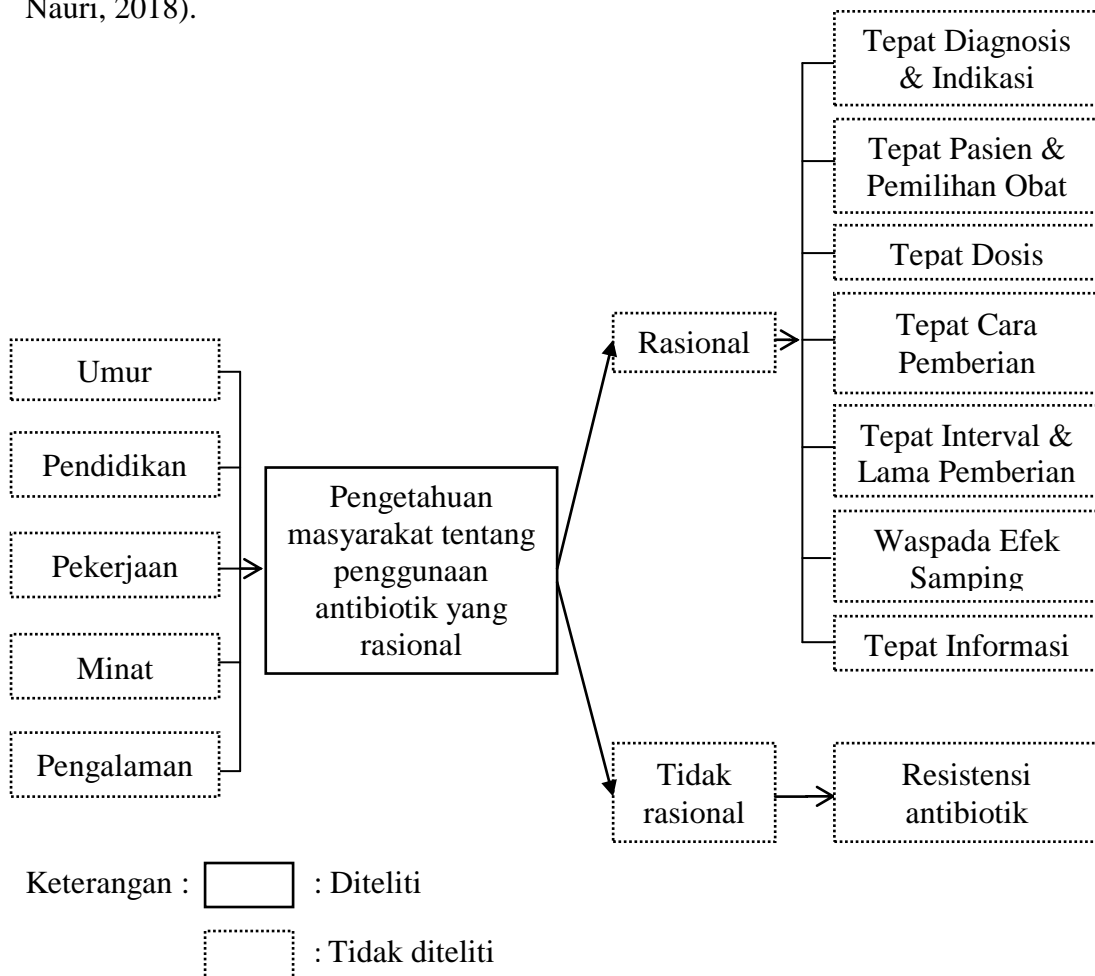 Nauri, 2018).
Umur
Pendidikan
Pekerjaan
Minat
Pengalaman
Pengetahuan
masyarakat tentang
penggunaan
antibiotik yang
rasional
Rasional
Tepat Diagnosis
& Indikasi
Tepat Pasien &
Pemilihan Obat
Tepat Dosis
Tepat Cara
Pemberian
Tepat Interval &
Lama Pemberian
Waspada Efek
Samping
Tepat Informasi
Tidak
rasional
Resistensi
antibiotik
Keterangan : : Diteliti
: Tidak diteliti